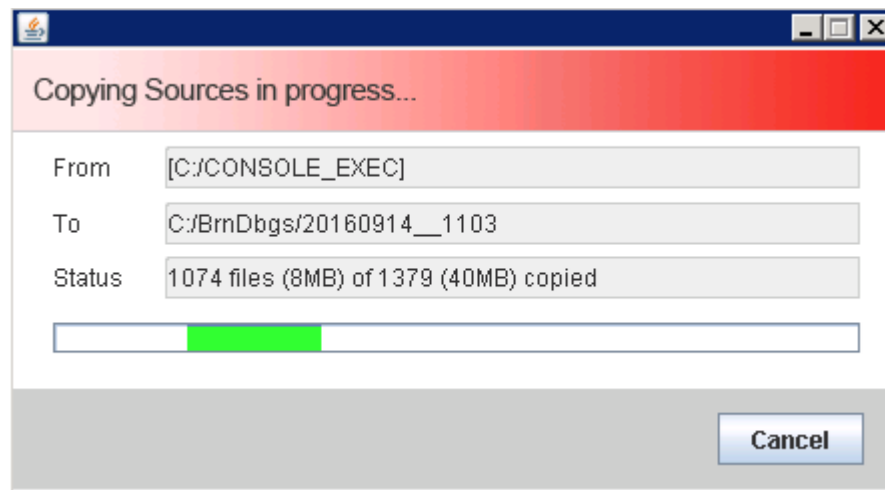 Copying Sources in progress...
From [C:/CONSOLE_EXEC]
To C:/BrnDbgs/20160914__1103
Status 1074 files (8MB) of 1379 (40MB) copied
Cancel